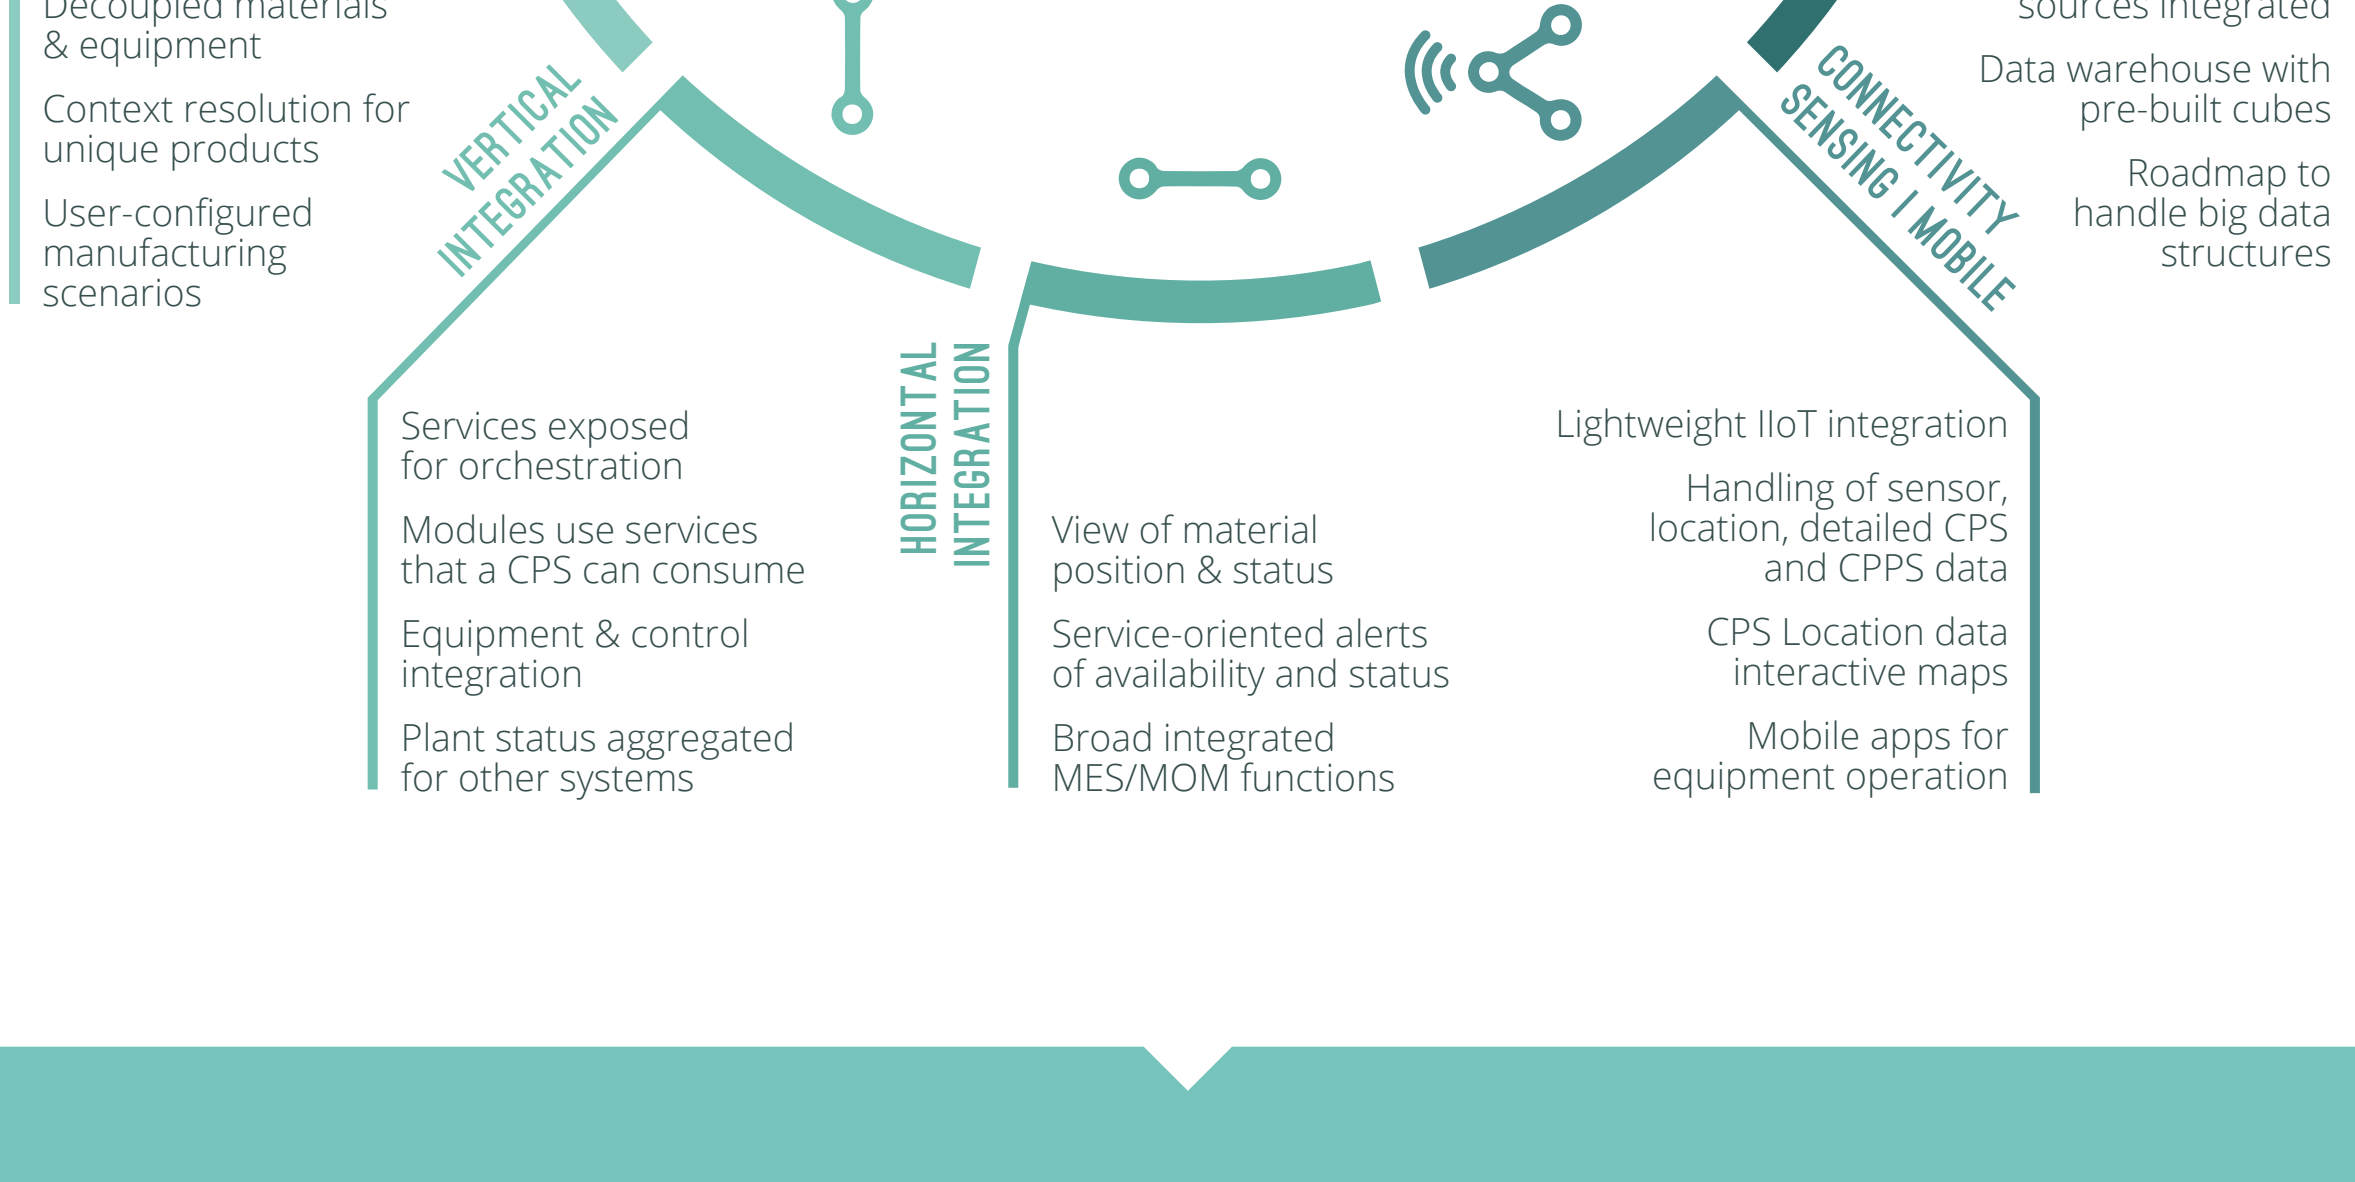 Decoupled materials
& equipment
Context resolution for
unique products
User-configured
manufacturing
scenarios
VERTICAL
INTEGRATION
Services exposed
for orchestration
Modules use services
that a CPS can consume
Equipment & control
integration
Plant status aggregated
for other systems
HORIZONTAL
INTEGRATION
View of material
position & status
Service-oriented alerts
of availability and status
Broad integrated
MES/MOM functions
CONNECTIVITY
SENSING | MOBILE
Lightweight IIoT integration
Handling of sensor,
location, detailed CPS
and CPPS data
CPS Location data
interactive maps
Mobile apps for
equipment operation
sources integrated
Data warehouse with
pre-built cubes
Roadmap to
handle big data
structures